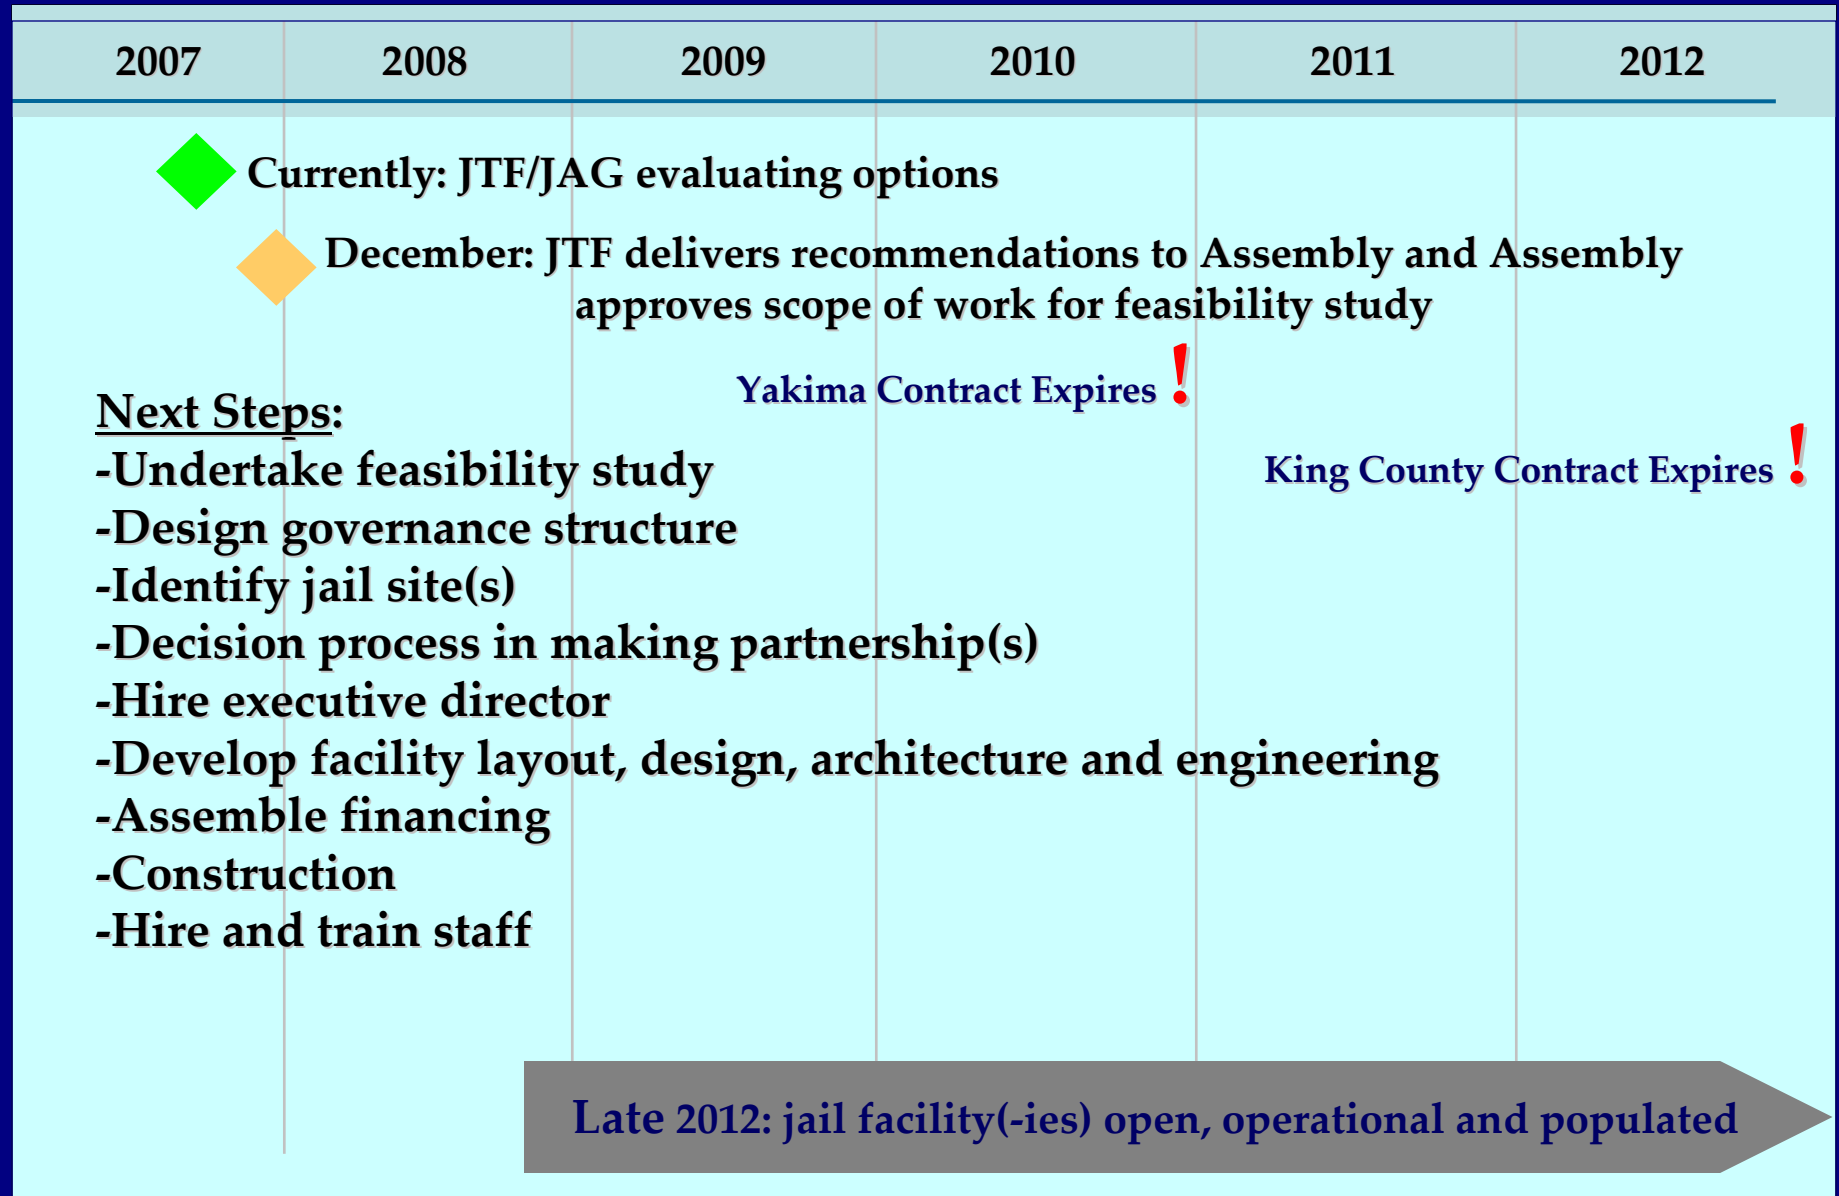 2007 2008 2009 2010 2011 2012
Currently: JTF/JAG evaluating options
December: JTF delivers recommendations to Assembly and Assembly
approves scope of work for feasibility study
Yakima Contract Expires !
King County Contract Expires !
Next Steps:
-Undertake feasibility study
-Design governance structure
-Identify jail site(s)
-Decision process in making partnership(s)
-Hire executive director
-Develop facility layout, design, architecture and engineering
-Assemble financing
-Construction
-Hire and train staff
Late 2012: jail facility(-ies) open, operational and populated